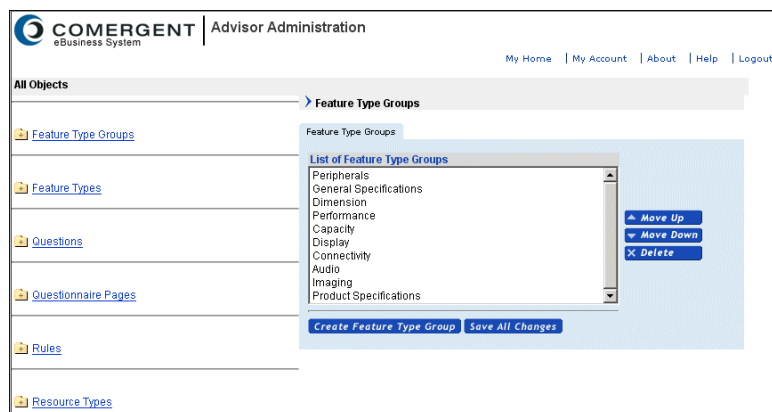 COMERGENT
eBusiness System
Advisor Administration
My Home | My Account | About | Help | Logout
All Objects
Feature Type Groups
Feature Types
Questions
Questionnaire Pages
Rules
Resource Types
Feature Type Groups
Feature Type Groups
List of Feature Type Groups
Peripherals
General Specifications
Dimension
Performance
Capacity
Display
Connectivity
Audio
Imaging
Product Specifications
Move Up
Move Down
Delete
Create Feature Type Group
Save All Changes